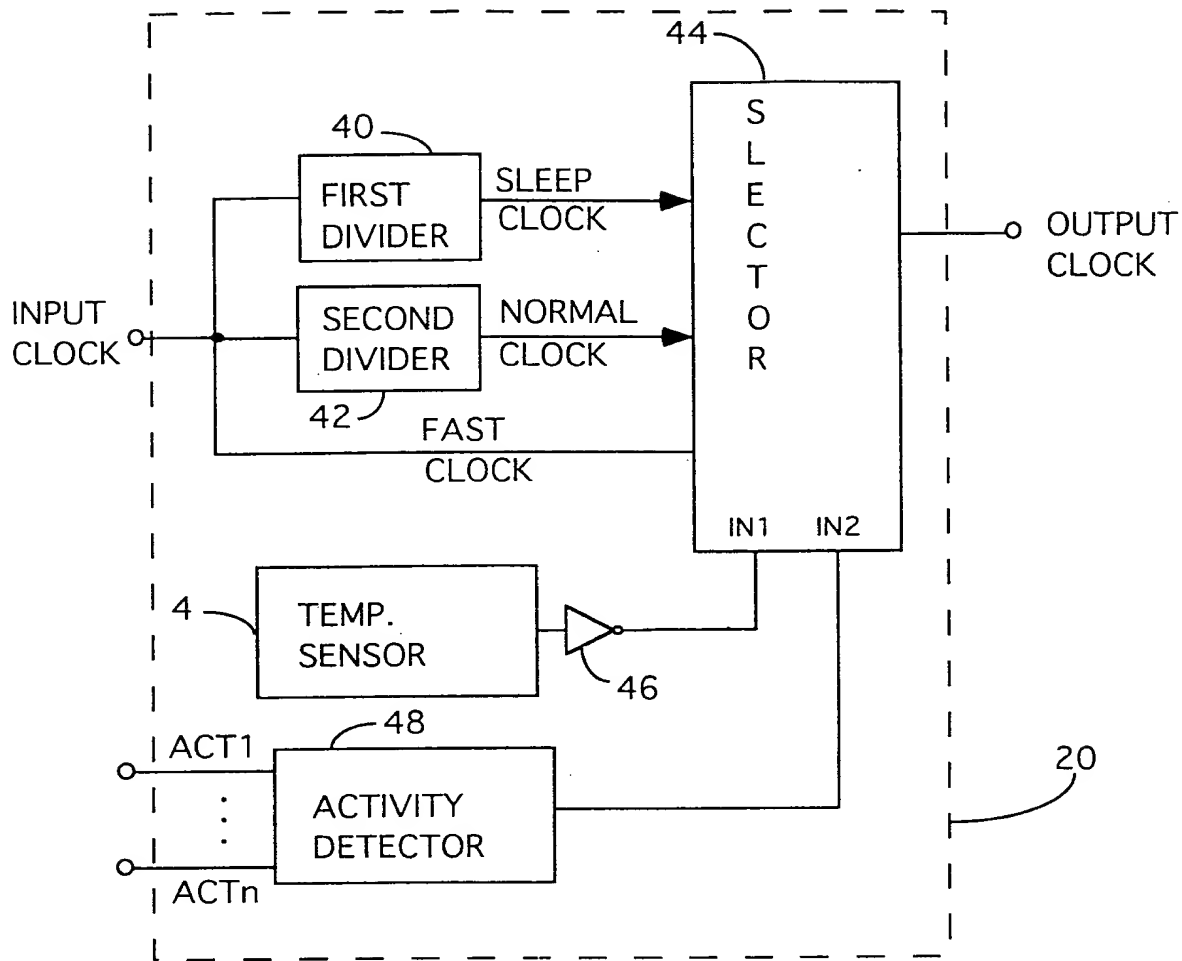 44
S
L
E
C
T
O
R
40
FIRST
DIVIDER
SLEEP
CLOCK
OUTPUT
CLOCK
INPUT
CLOCK
SECOND
DIVIDER
NORMAL
CLOCK
42
FAST
CLOCK
IN1 IN2
4
TEMP.
SENSOR
46
48
ACT1
ACTIVITY
DETECTOR
ACTn
20